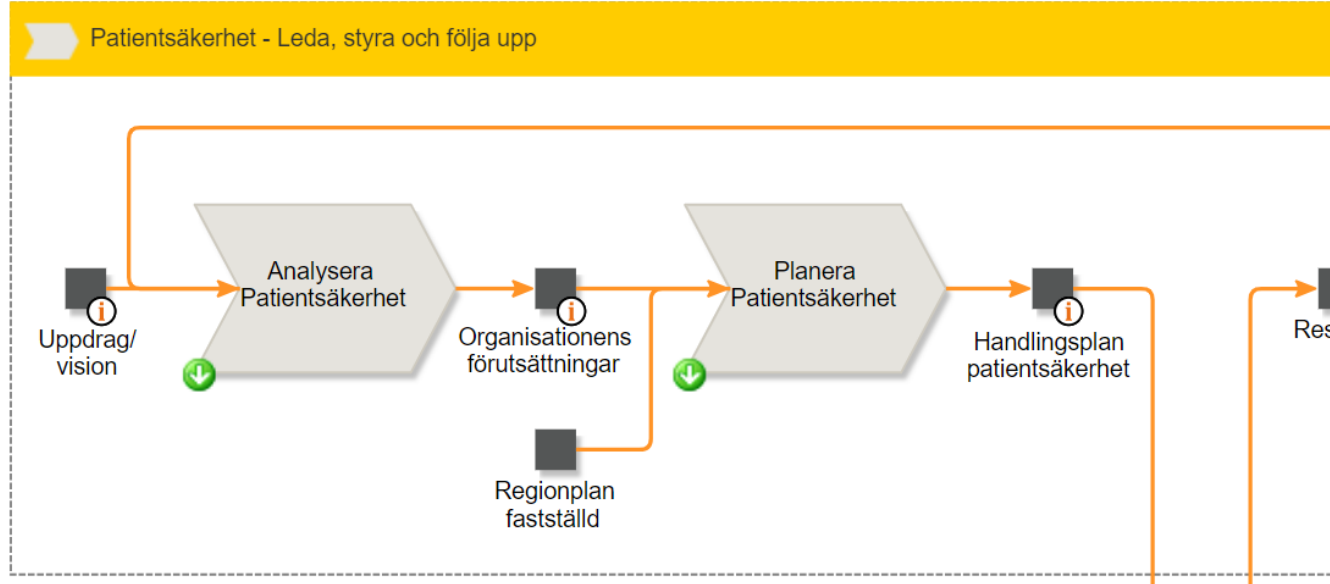 Patientsäkerhet - Leda, styra och följa upp
Analysera
Patientsäkerhet
Planera
Patientsäkerhet
Uppdrag/
vision
Organisationens
förutsättningar
Handlingsplan
patientsäkerhet
Regionplan
fastställd